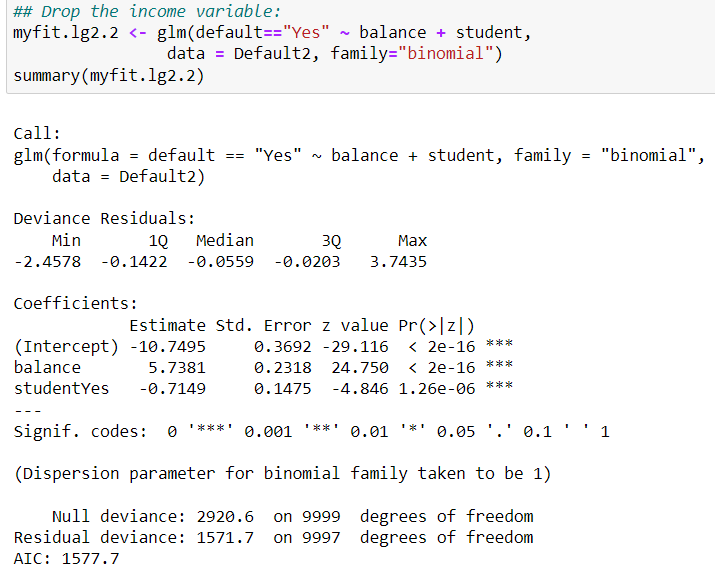 ## Drop the income variable:
myfit.lg2.2 <- glm(default=="Yes" ~ balance + student,
               data = Default2, family="binomial")
summary(myfit.lg2.2)
Call:
glm(formula = default == "Yes" ~ balance + student, family = "binomial",
    data = Default2)
Deviance Residuals:
    Min       1Q   Median       3Q      Max
-2.4578  -0.1422  -0.0559  -0.0203   3.7435
Coefficients:
            Estimate Std. Error z value Pr(>|z|)
(Intercept) -10.7495     0.3692 -29.116  < 2e-16 ***
balance       5.7381     0.2318  24.750  < 2e-16 ***
studentYes   -0.7149     0.1475  -4.846 1.26e-06 ***
---
Signif. codes:  0 '***' 0.001 '**' 0.01 '*' 0.05 '.' 0.1 ' ' 1
(Dispersion parameter for binomial family taken to be 1)
    Null deviance: 2920.6  on 9999  degrees of freedom
Residual deviance: 1571.7  on 9997  degrees of freedom
AIC: 1577.7